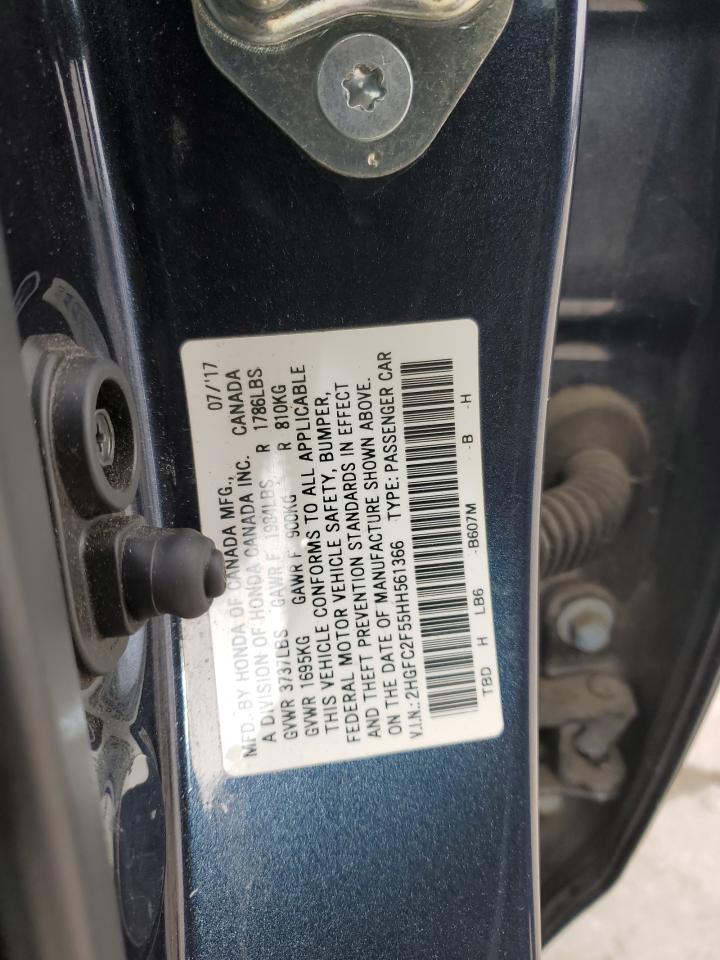 MFD. BY HONDA OF CANADA MFG., 07/'17
A DIVISION OF HONDA CANADA INC. CANADA
GVWR 3737LBS GAWR F 1984LBS R 1786LBS
GVWR 1695KG GAWR F 900KG R 810KG
THIS VEHICLE CONFORMS TO ALL APPLICABLE
FEDERAL MOTOR VEHICLE SAFETY, BUMPER,
AND THEFT PREVENTION STANDARDS IN EFFECT
ON THE DATE OF MANUFACTURE SHOWN ABOVE.
V.I.N.:2HGFC2F55HH561366 TYPE: PASSENGER CAR
TBD H LB6 -B607M -B -H